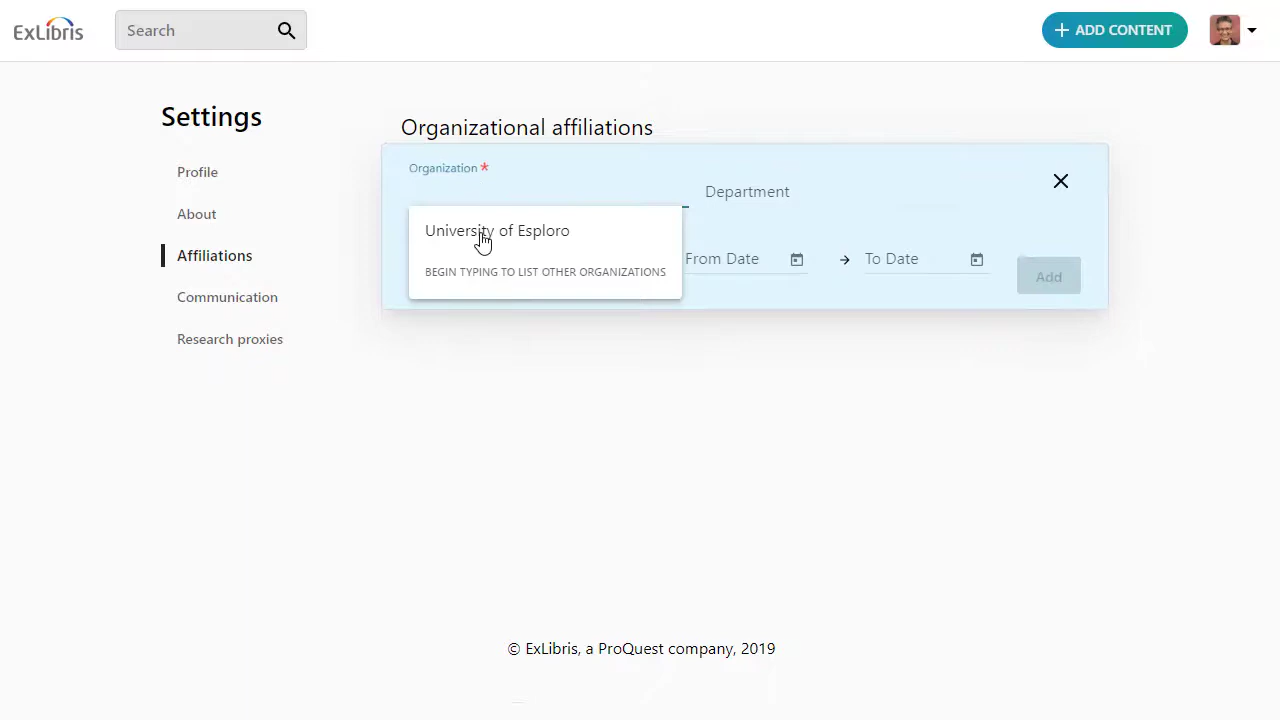 ExLibris
Search
ADD CONTENT
Settings
Profile
About
Affiliations
Communication
Research proxies
Organizational affiliations
Organization *
Department
University of Esploro
BEGIN TYPING TO LIST OTHER ORGANIZATIONS
From Date
To Date
Add
© ExLibris, a ProQuest company, 2019